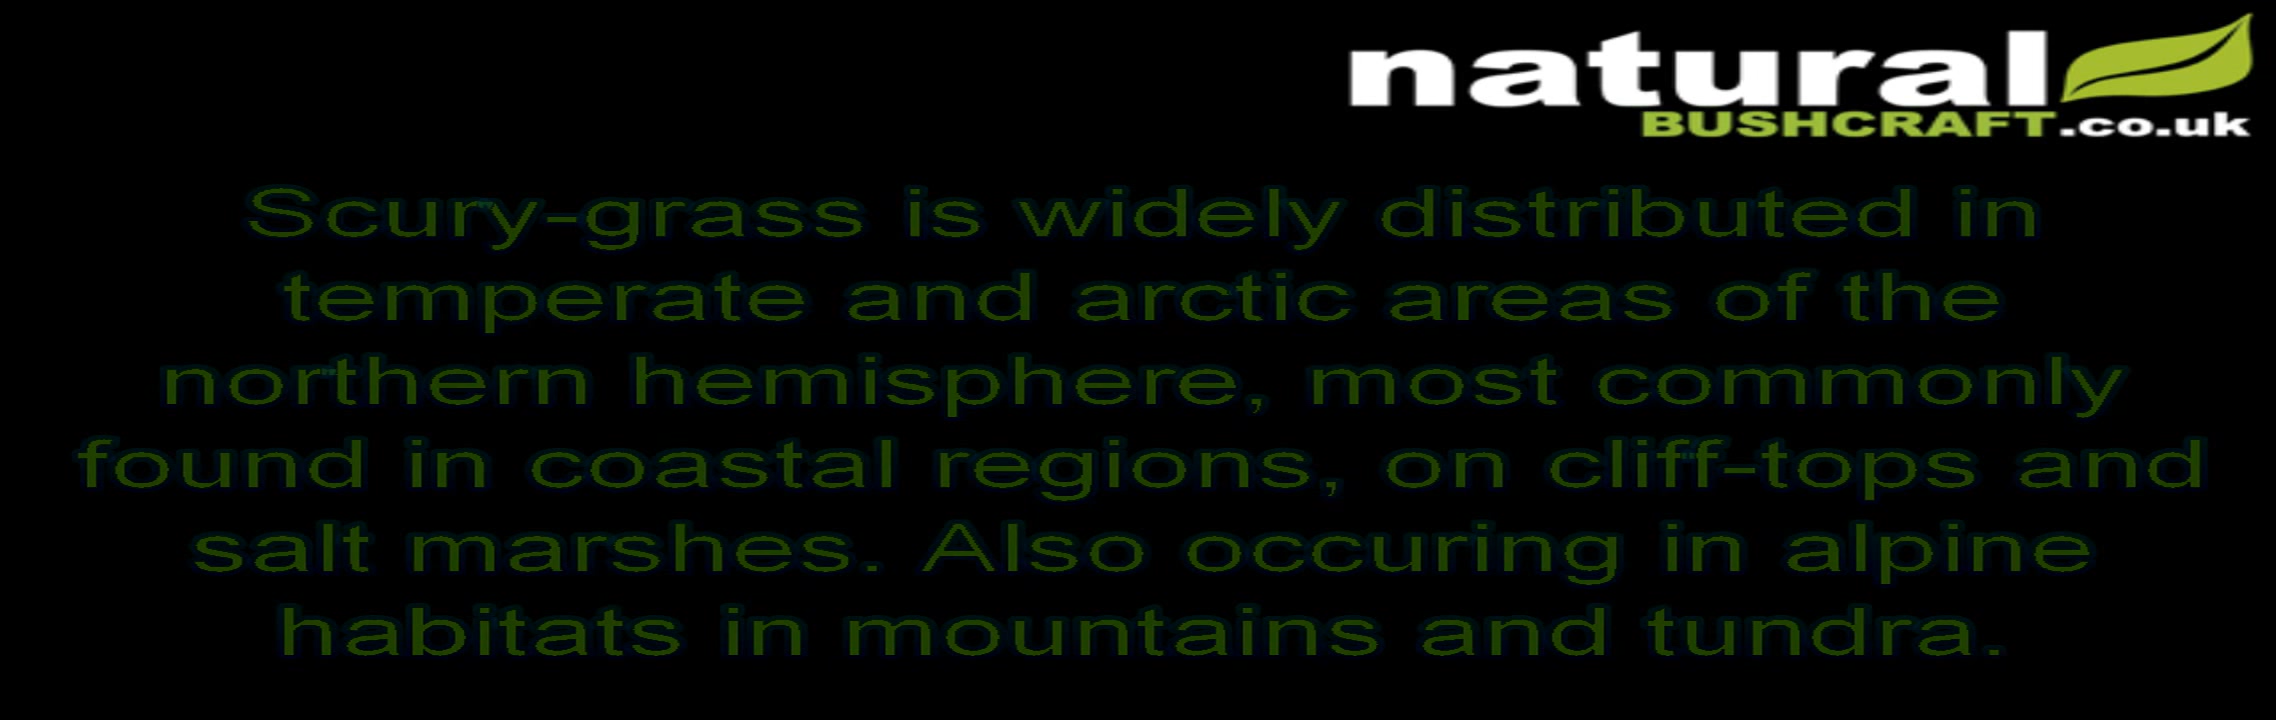 natural
BUSHCRAFT.co.uk
Scury-grass is widely distributed in
temperate and arctic areas of the
northern hemisphere, most commonly
found in coastal regions, on cliff-tops and
salt marshes. Also occuring in alpine
habitats in mountains and tundra.